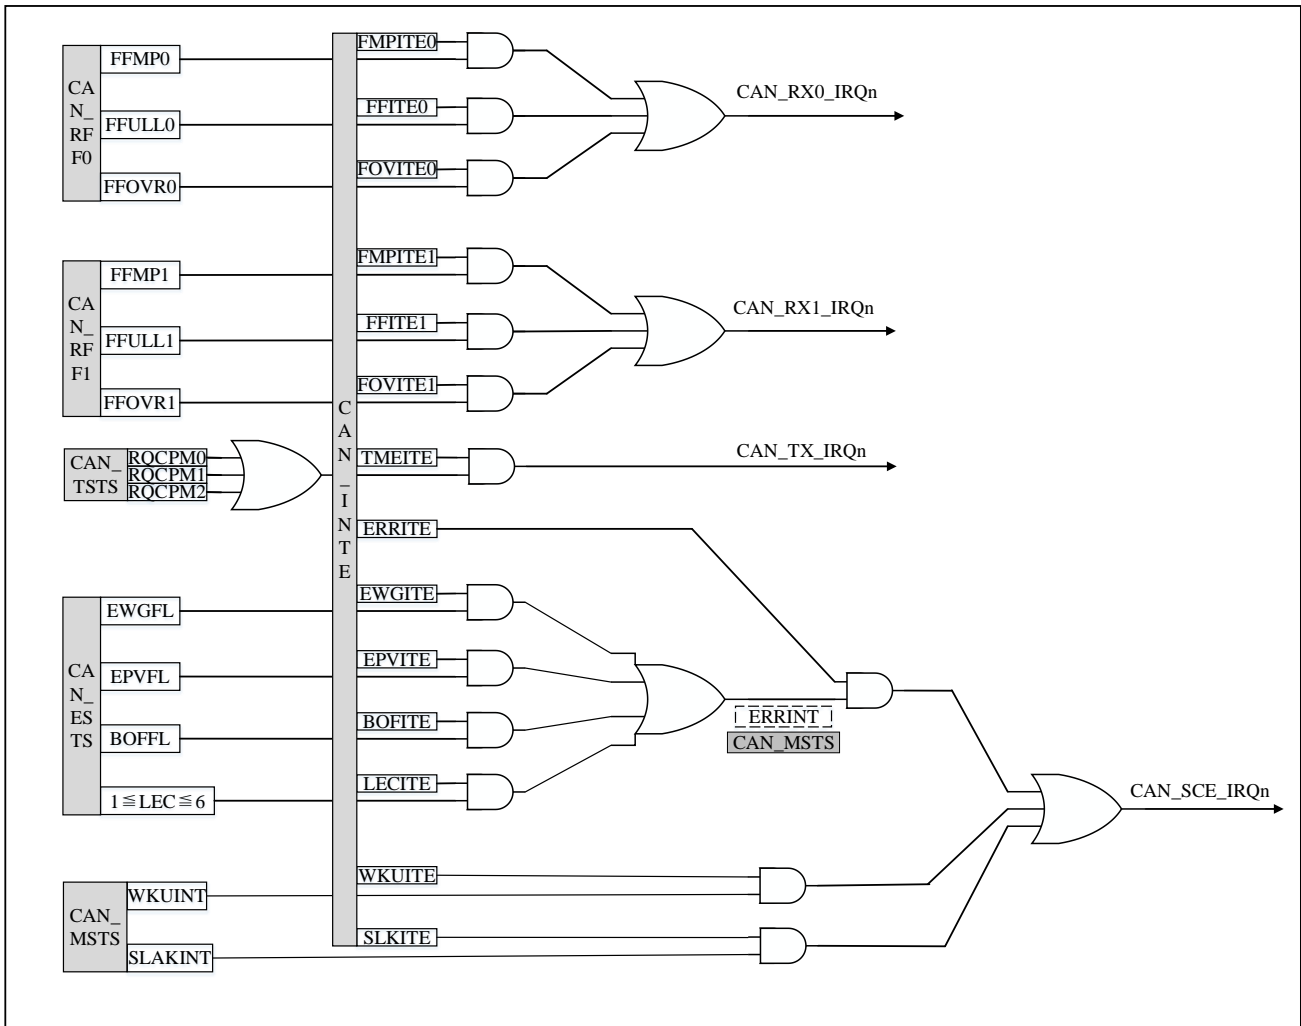 FMPITE0
FFMP0
CAN_RX0_IRQn
CA
N_
RF
F0
FFITE0
FFULL0
FOVITE0
FFOVR0
FMPITE1
FFMP1
CAN_RX1_IRQn
CA
N_
RF
F1
FFITE1
FFULL1
FOVITE1
FFOVR1
C
A
N
_I
N
T
E
CAN_
TSTS
RQCPM0
RQCPM1
RQCPM2
TMEITE
CAN_TX_IRQn
ERRITE
EWGITE
EWGFL
CA
N_
ES
TS
EPVITE
EPVFL
BOFITE
BOFFL
ERRINT
CAN_MSTS
LECITE
1≦LEC≦6
CAN_SCE_IRQn
WKUITE
WKUINT
CAN_
MSTS
SLKITE
SLAKINT